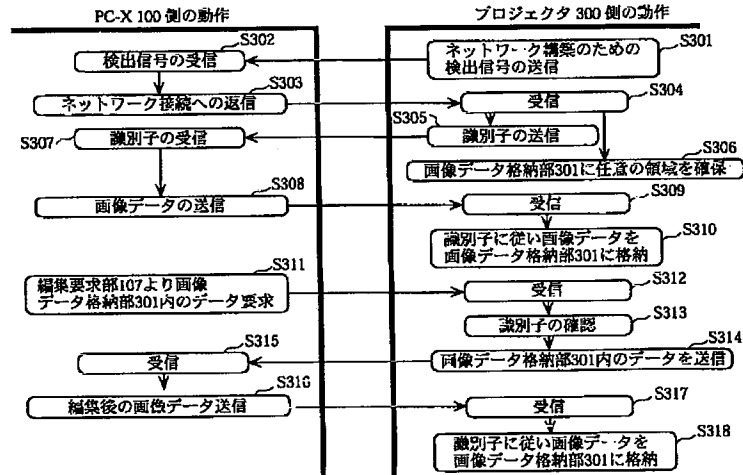 PC-X 100 側の動作
プロジェクタ 300 側の動作
S301
ネットワーク構築のための
検出信号の送信
S302
検出信号の受信
S303
ネットワーク接続への返信
S304
受信
S305
識別子の送信
S306
画像データ格納部301に任意の領域を確保
S307
識別子の受信
S308
画像データの送信
S309
受信
S310
識別子に従い画像データを
画像データ格納部301に格納
S311
編集要求部107より画像
データ格納部301内のデータ要求
S312
受信
S313
識別子の確認
S314
画像データ格納部301内のデータを送信
S315
受信
S316
編集後の画像データ送信
S317
受信
S318
識別子に従い画像データを
画像データ格納部301に格納